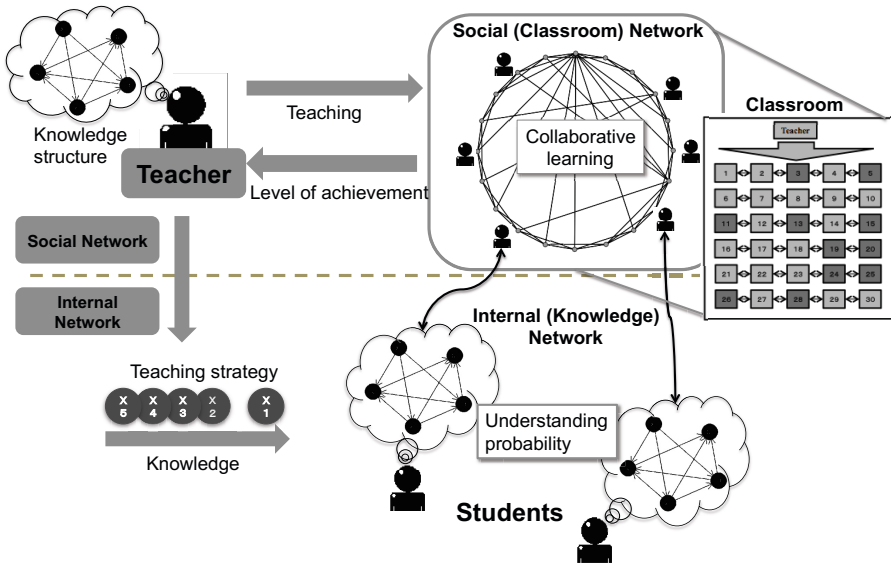 Social (Classroom) Network
Classroom
Teacher
Teaching
Collaborative
learning
Knowledge
structure
Teacher
Level of achievement
1 2 3 4 5
6 7 8 9 10
11 12 13 14 15
16 17 18 19 20
21 22 23 24 25
26 27 28 29 30
Social Network
Internal
Network
Internal (Knowledge)
Network
Teaching strategy
X X X X X
5 4 3 2 1
Knowledge
Understanding
probability
Students